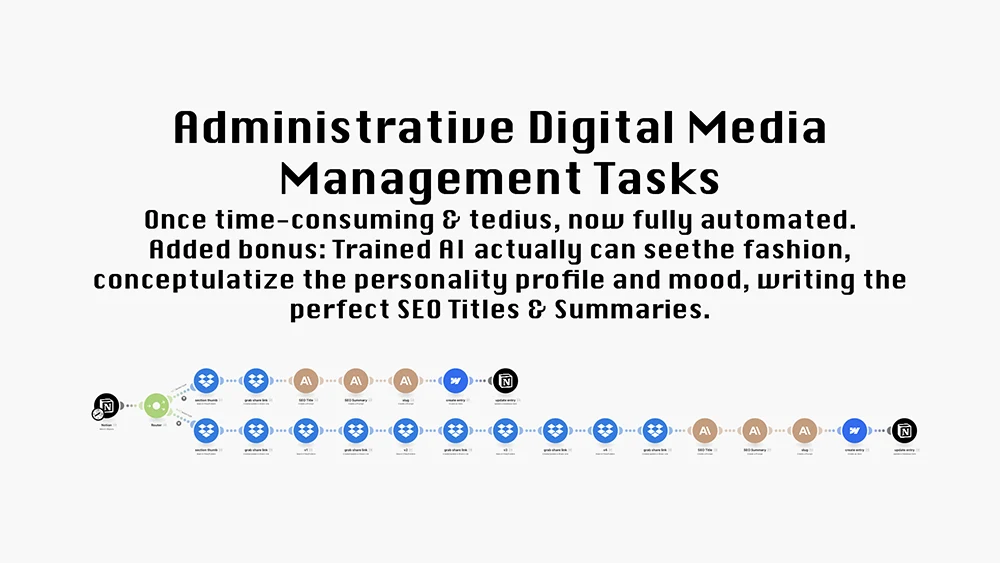 Administrative Digital Media
Management Tasks
Once time-consuming & tedius, now fully automated.
Added bonus: Trained AI actually can seethe fashion,
conceptulatize the personality profile and mood, writing the
perfect SEO Titles & Summaries.
section thumb grab share link SEO Title SEO Summary slug create entry update entry
Notion Router
section thumb grab share link v1 grab share link v2 grab share link v3 grab share link v4 grab share link SEO Title SEO Summary slug create entry update entry